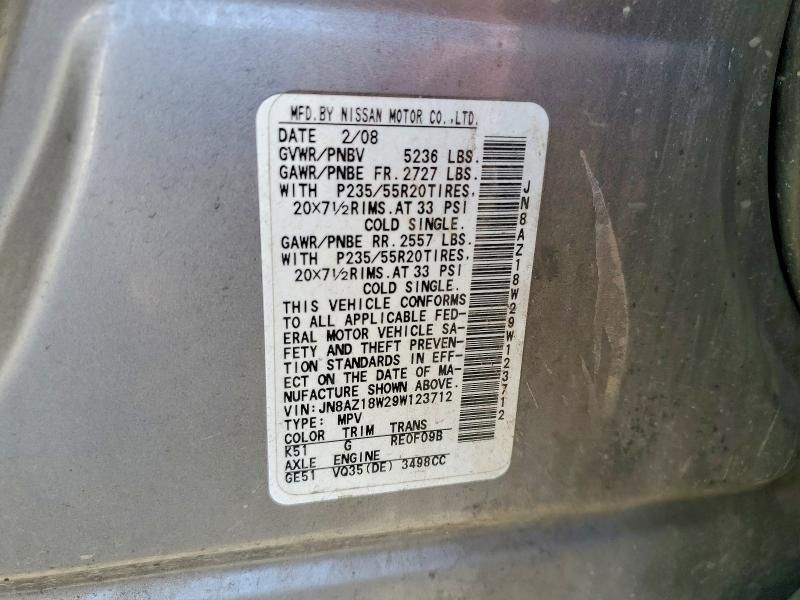 MFD.BY NISSAN MOTOR CO.,LTD.
DATE 2/08
GVWR/PNBV 5236 LBS.
GAWR/PNBE FR. 2727 LBS.
WITH P235/55R20TIRES,
20×7½RIMS.AT 33 PSI
COLD SINGLE.
GAWR/PNBE RR. 2557 LBS.
WITH P235/55R20TIRES,
20×7½RIMS.AT 33 PSI
COLD SINGLE.
THIS VEHICLE CONFORMS
TO ALL APPLICABLE FED-
ERAL MOTOR VEHICLE SA-
FETY AND THEFT PREVEN-
TION STANDARDS IN EFF-
ECT ON THE DATE OF MA-
NUFACTURE SHOWN ABOVE.
VIN:JN8AZ18W29W123712
TYPE: MPV
COLOR TRIM TRANS
K51 G RE0F09B
AXLE ENGINE
GE51 VQ35(DE) 3498CC
JN8AZ18W29W123712